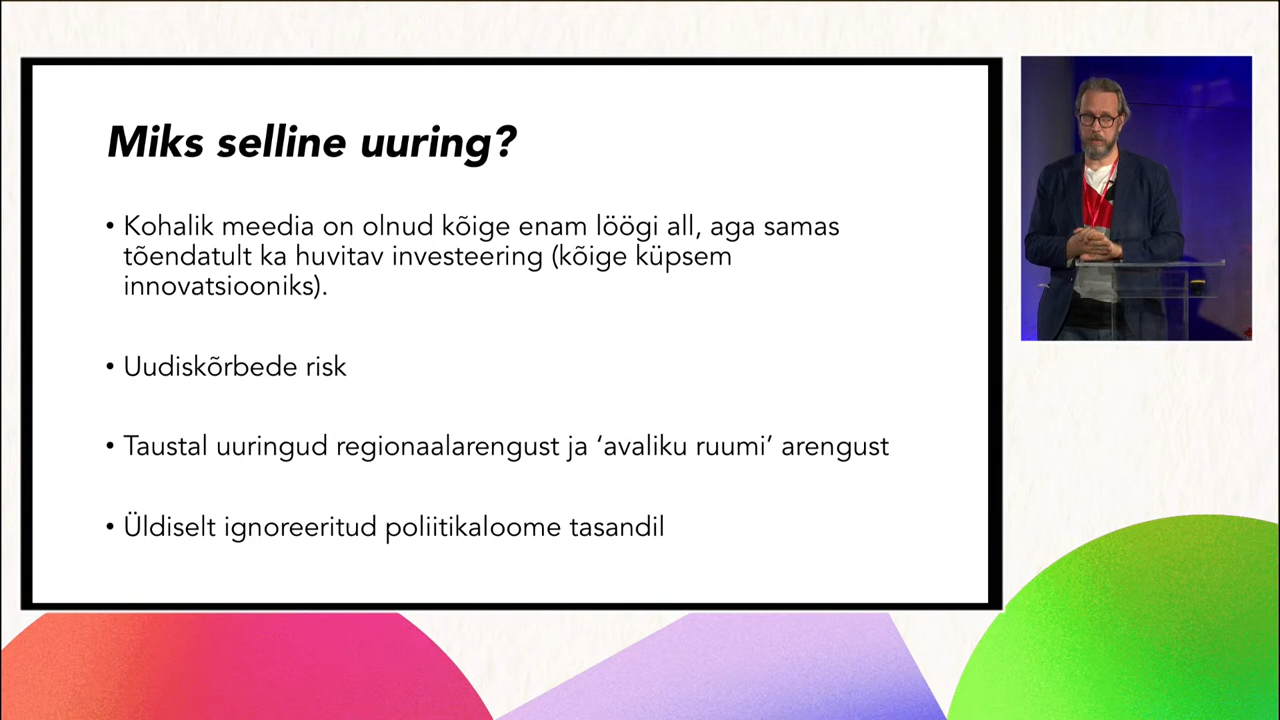 Miks selline uuring?
• Kohalik meedia on olnud kõige enam löögi all, aga samas
tõendatult ka huvitav investeering (kõige küpsem
innovatsiooniks).
• Uudiskõrbede risk
• Taustal uuringud regionaalarengust ja ‘avaliku ruumi’ arengust
• Üldiselt ignoreeritud poliitikaloome tasandil